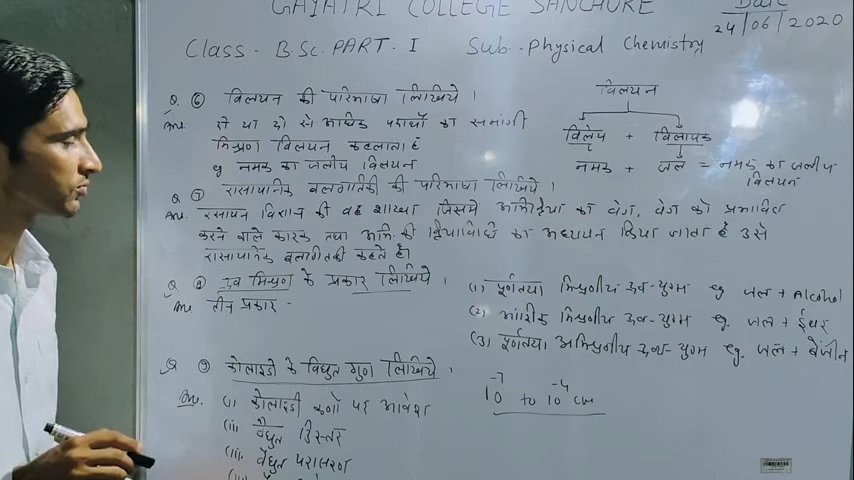 GAYATRI COLLEGE SANCHORE
Date
24/06/2020
Class - B.Sc. PART - I Sub. - Physical Chemistry
Q. ⑥ विलयन की परिभाषा लिखिये ।
Ans. दो या दो से अधिक पदार्थों का समांगी
मिश्रण विलयन कहलाता है
eg नमक का जलीय विलयन
विलयन
विलेय + विलायक
नमक + जल = नमक का जलीय
विलयन
Q. ⑦ रासायनिक बलगतिकी की परिभाषा लिखिये ।
Ans. रसायन विज्ञान की वह शाखा जिसमें अभिक्रिया का वेग, वेग को प्रभावित
करने वाले कारक तथा अभि. की क्रियाविधि का अध्ययन किया जाता है उसे
रासायनिक बलगतिकी कहते है।
Q. ⑧ द्रव मिश्रण के प्रकार लिखिये ।
Ans. तीन प्रकार -
(1) पूर्णतया मिश्रणीय द्रव-युग्म eg जल + Alcohol
(2) आंशिक मिश्रणीय द्रव-युग्म eg. जल + ईथर
(3) पूर्णतया अमिश्रणीय द्रव-युग्म eg. जल + बेंजीन
Q ⑨ कोलाइडो के विधुत गुण लिखिये ।
Ans. (i) कोलाइडी कणों पर आवेश
(ii) वैधुत
(iii) वैधुत
10⁻⁷ to 10⁻⁴ cm